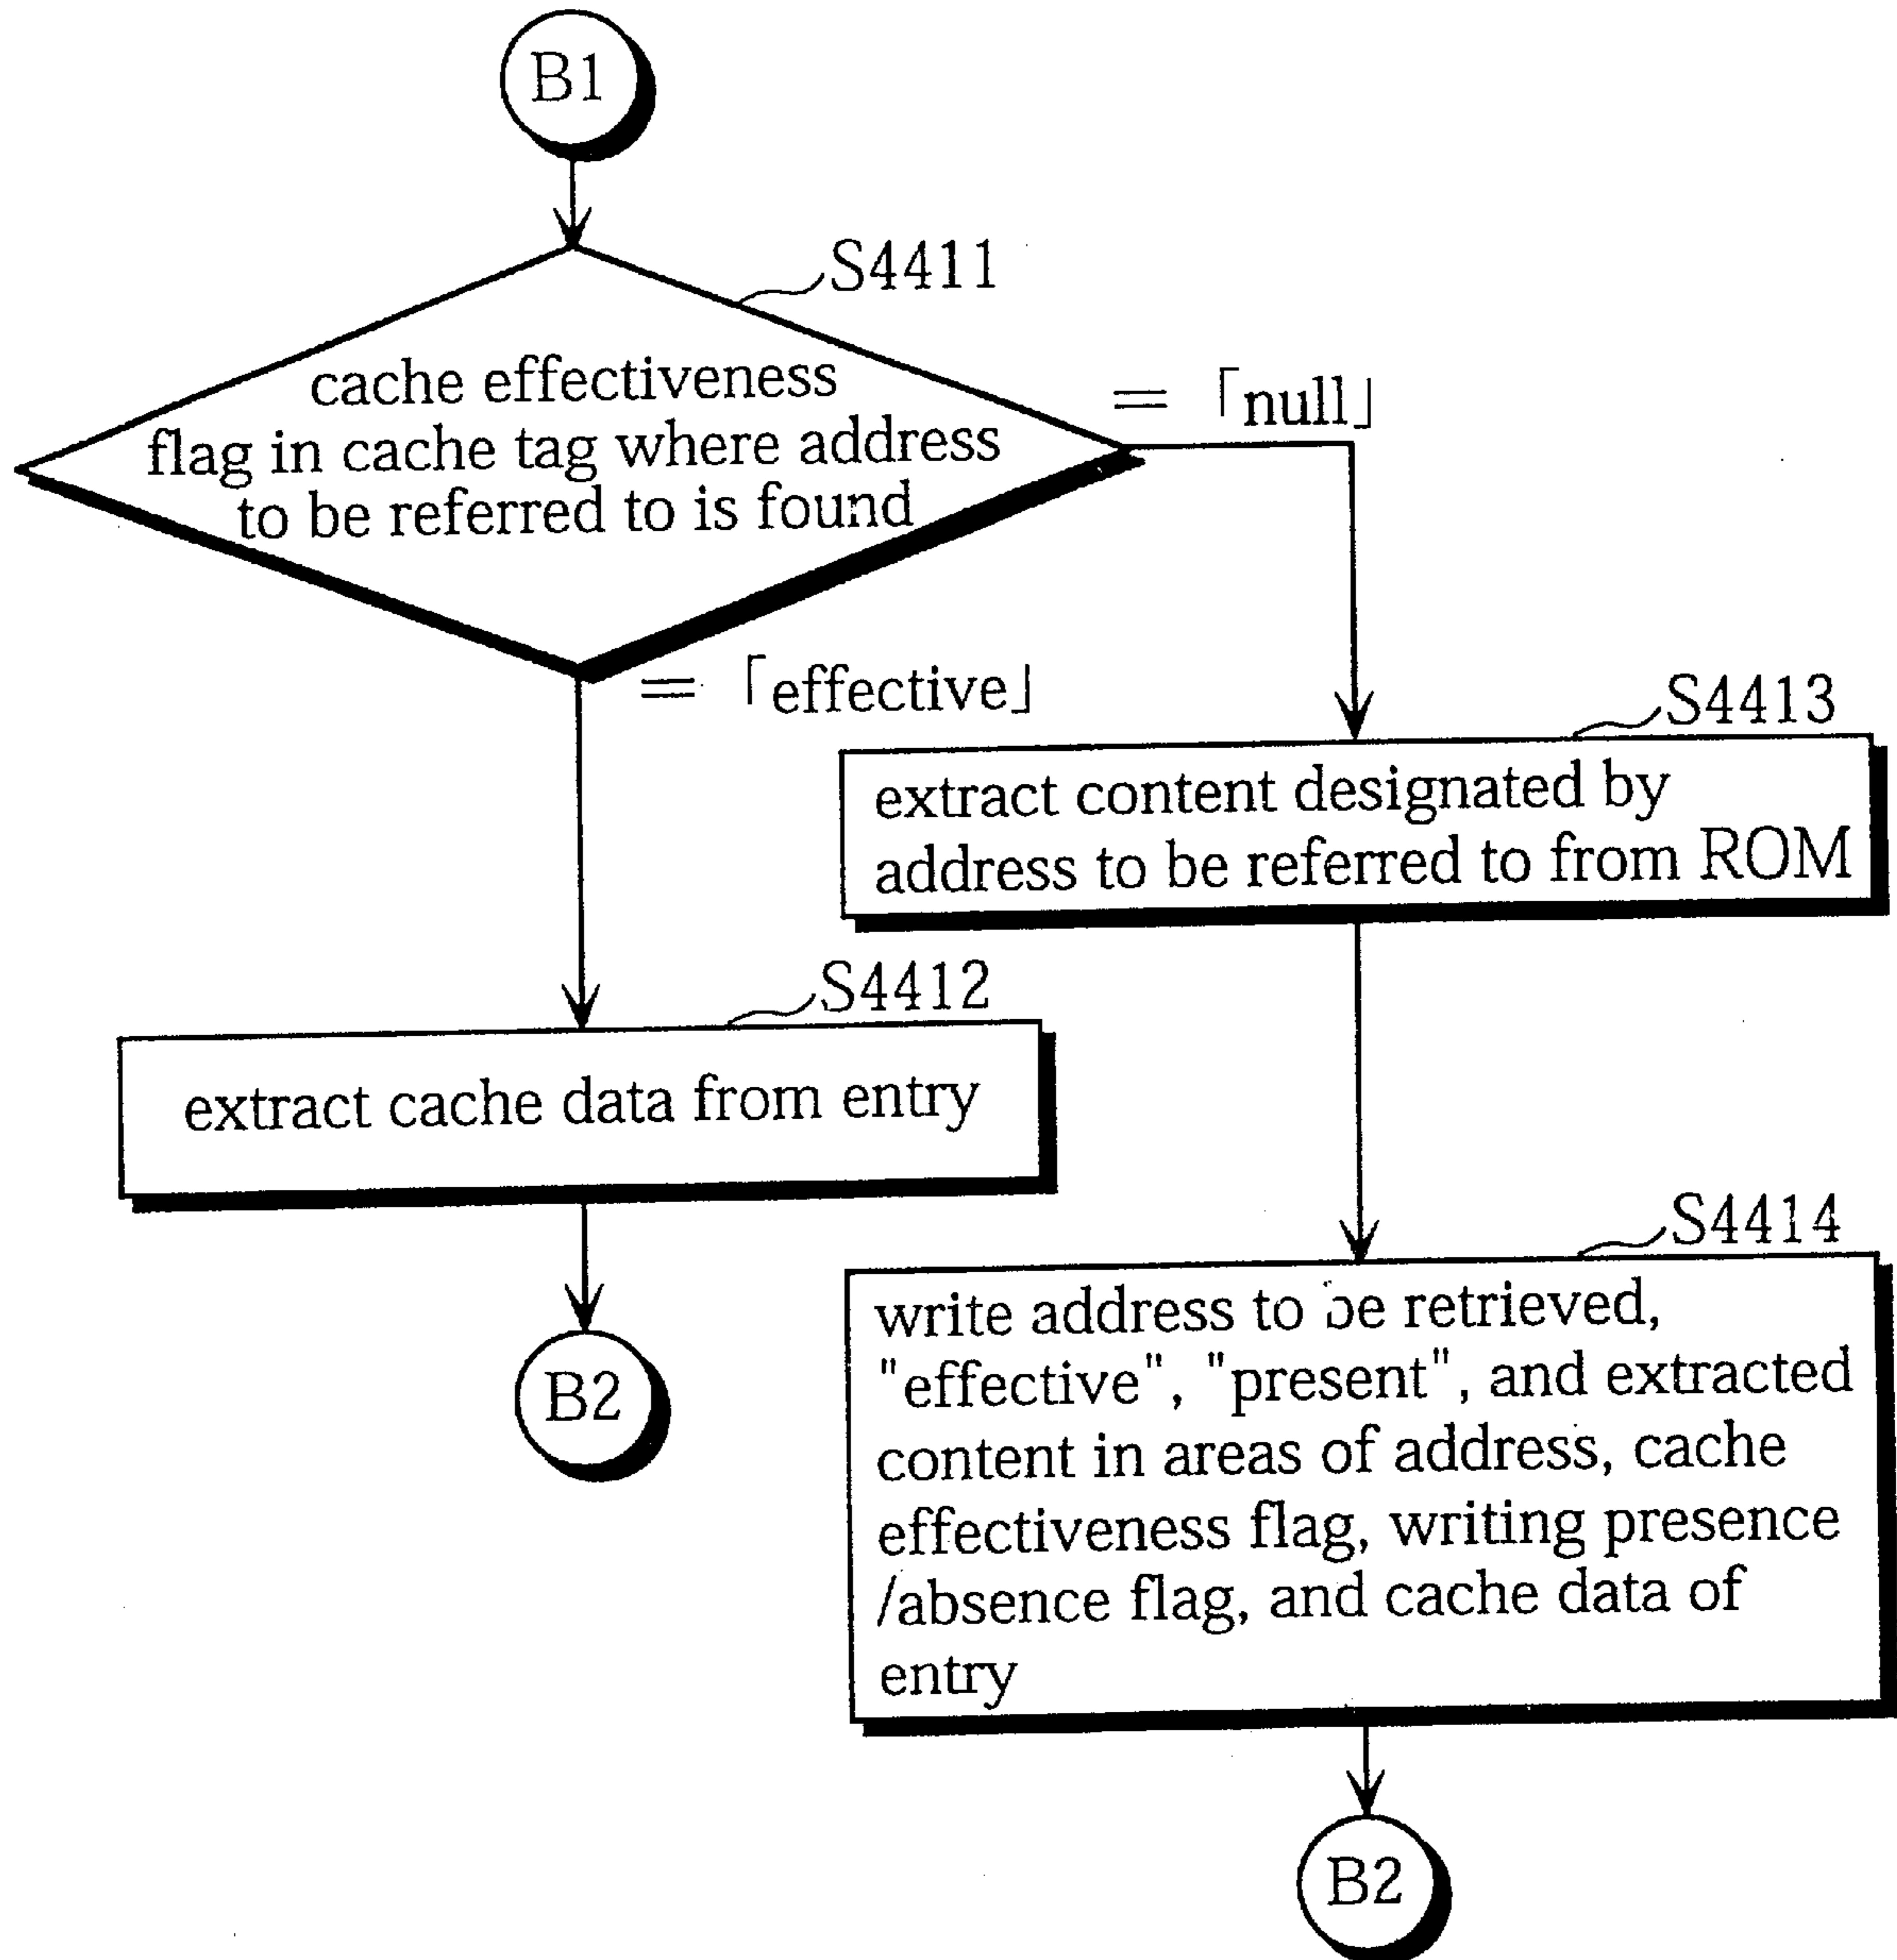 B1
S4411
cache effectiveness
flag in cache tag where address
to be referred to is found
= 「null」
= 「effective」
S4413
extract content designated by
address to be referred to from ROM
S4412
extract cache data from entry
B2
S4414
write address to be retrieved,
"effective", "present", and extracted
content in areas of address, cache
effectiveness flag, writing presence
/absence flag, and cache data of
entry
B2